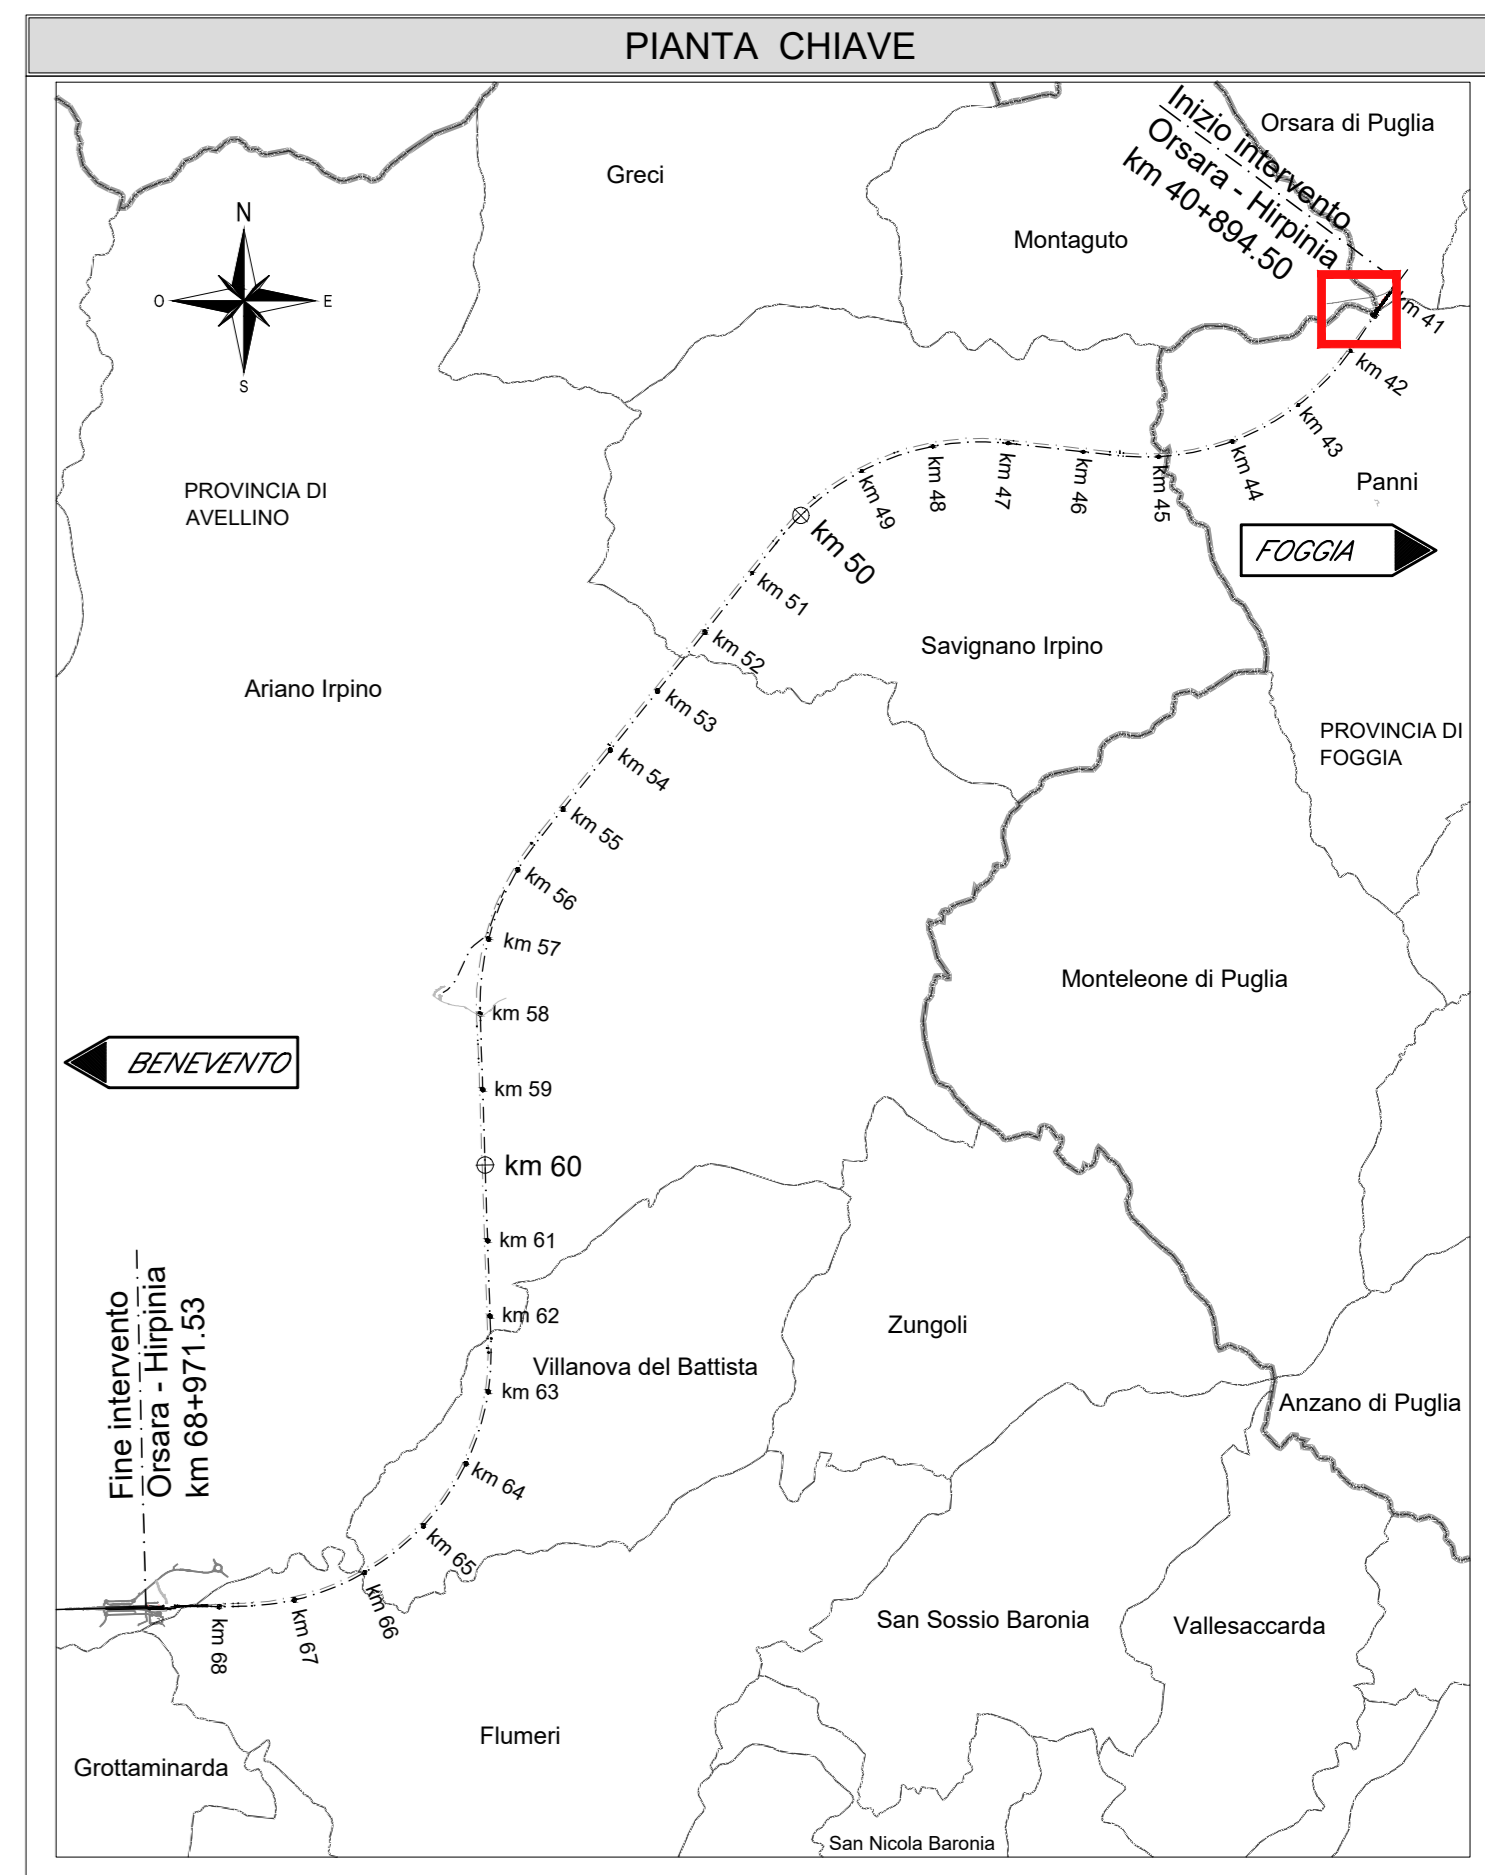 PIANTA CHIAVE
Inizio intervento
Orsara - Hirpinia
km 40+894.50
Orsara di Puglia
Greci
Montaguto
N
O
E
S
km 41
km 42
km 43
km 44
km 45
km 46
km 47
km 48
km 49
km 50
Panni
PROVINCIA DI
AVELLINO
FOGGIA
km 51
km 52
km 53
km 54
km 55
km 56
km 57
km 58
km 59
km 60
km 61
km 62
km 63
km 64
km 65
km 66
km 67
km 68
Savignano Irpino
Ariano Irpino
PROVINCIA DI
FOGGIA
Monteleone di Puglia
BENEVENTO
Zungoli
Villanova del Battista
Anzano di Puglia
Fine intervento
Orsara - Hirpinia
km 68+971.53
San Sossio Baronia
Vallesaccarda
Flumeri
Grottaminarda
San Nicola Baronia